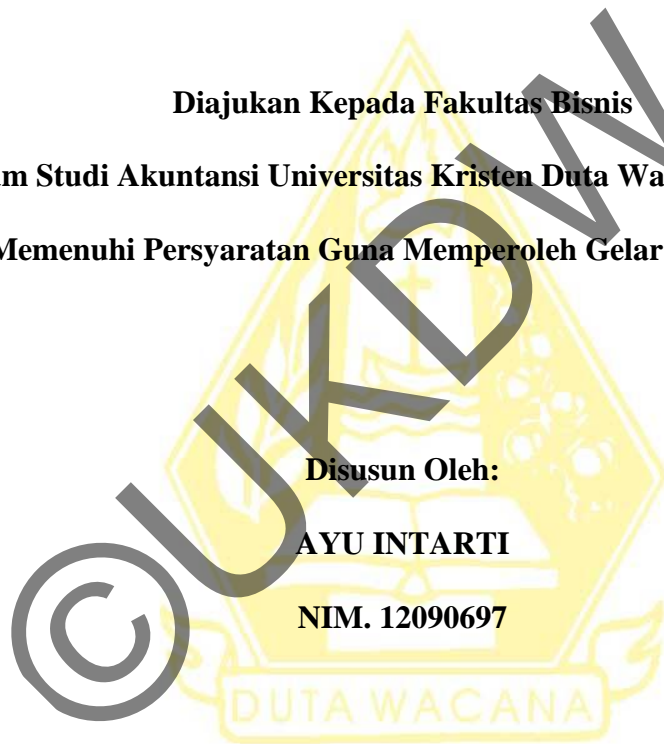 Diajukan Kepada Fakultas Bisnis
Studi Akuntansi Universitas Kristen Duta
Memenuhi Persyaratan Guna Memperoleh Gelar
Disusun Oleh:
AYU INTARTI
NIM. 12090697
©UKDW
DUTA WACANA